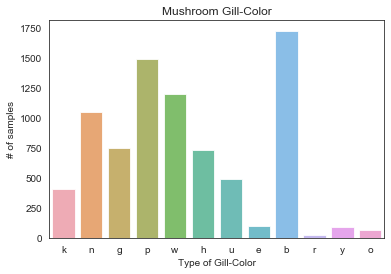 Mushroom Gill-Color
# of samples
1750
1500
1250
1000
750
500
250
0
k n g p w h u e b r y o
Type of Gill-Color